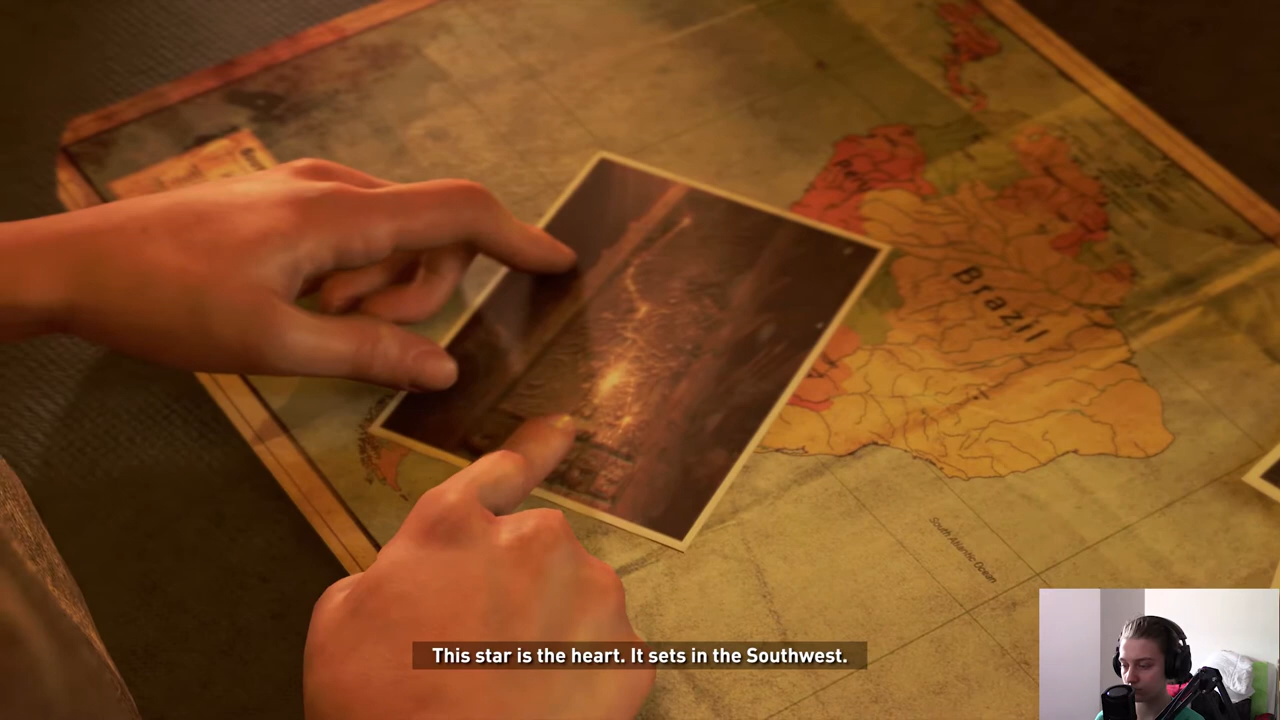 Brazil
South Atlantic Ocean
This star is the heart. It sets in the Southwest.